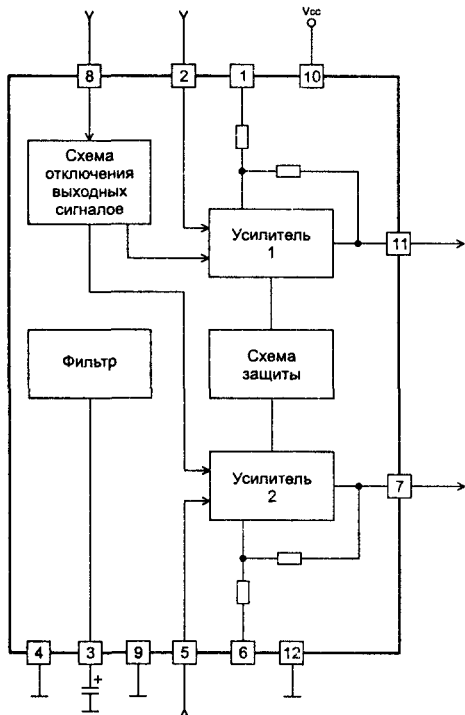 Vcc
8
2
1
10
Схема
отключения
выходных
сигналое
Усилитель
1
11
Фильтр
Схема
защиты
Усилитель
2
7
4
3
9
5
6
12
+